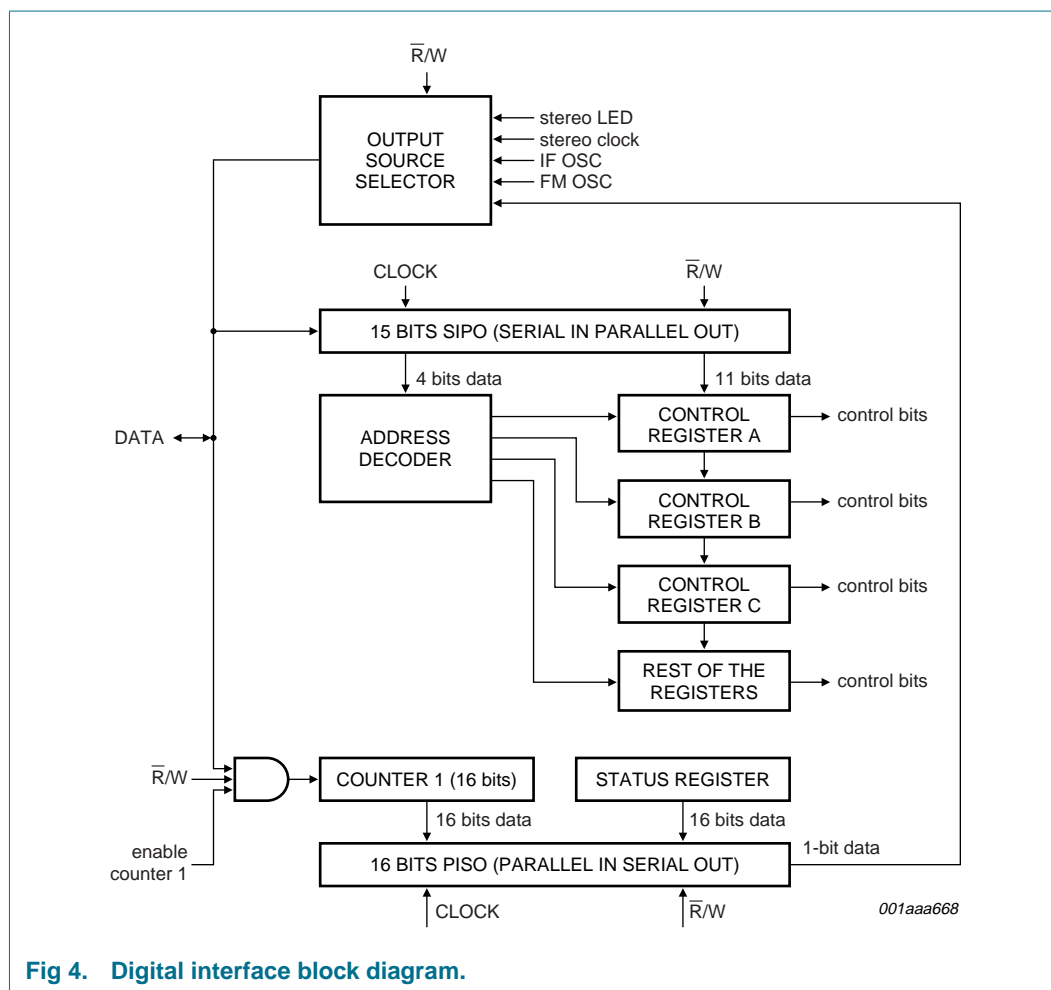 R̅/W
OUTPUT
SOURCE
SELECTOR
stereo LED
stereo clock
IF OSC
FM OSC
CLOCK
R̅/W
15 BITS SIPO (SERIAL IN PARALLEL OUT)
4 bits data
11 bits data
DATA
ADDRESS
DECODER
CONTROL
REGISTER A
control bits
CONTROL
REGISTER B
control bits
CONTROL
REGISTER C
control bits
REST OF THE
REGISTERS
control bits
R̅/W
enable
counter 1
COUNTER 1 (16 bits)
STATUS REGISTER
16 bits data
16 bits data
16 BITS PISO (PARALLEL IN SERIAL OUT)
1-bit data
CLOCK
R̅/W
001aaa668
Fig 4. Digital interface block diagram.